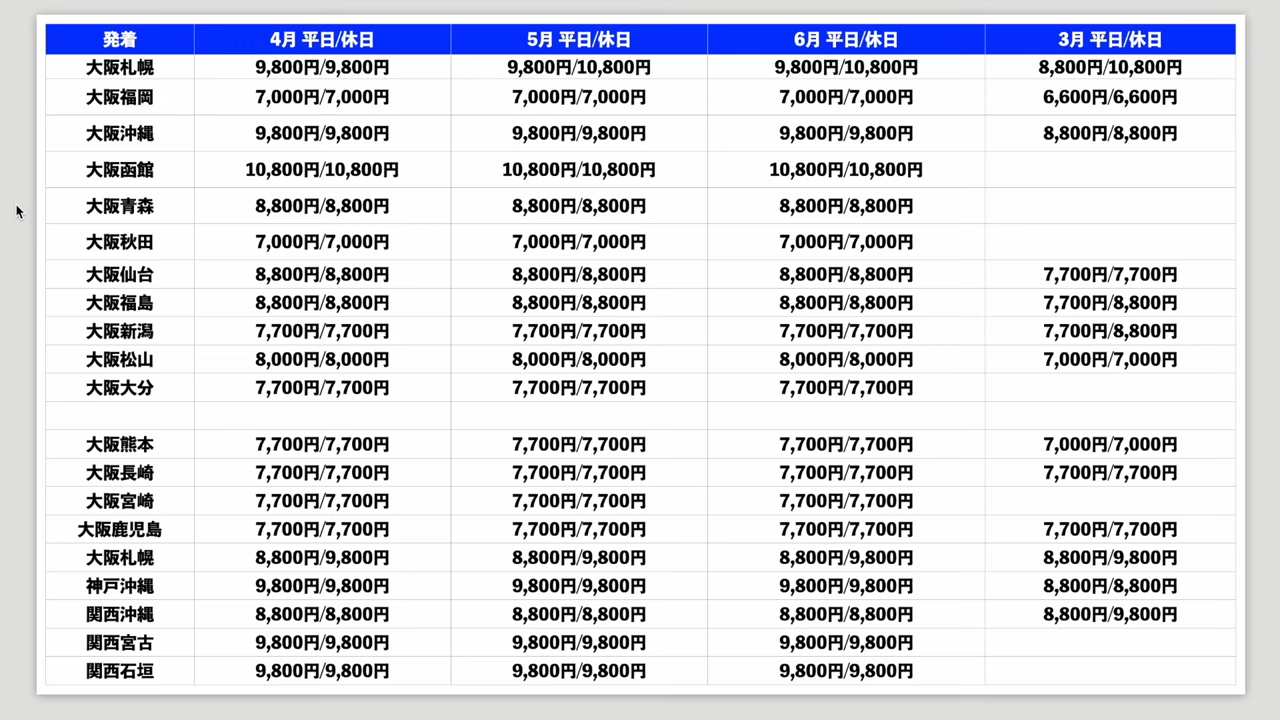 発着 4月 平日/休日 5月 平日/休日 6月 平日/休日 3月 平日/休日
大阪札幌 9,800円/9,800円 9,800円/10,800円 9,800円/10,800円 8,800円/10,800円
大阪福岡 7,000円/7,000円 7,000円/7,000円 7,000円/7,000円 6,600円/6,600円
大阪沖縄 9,800円/9,800円 9,800円/9,800円 9,800円/9,800円 8,800円/8,800円
大阪函館 10,800円/10,800円 10,800円/10,800円 10,800円/10,800円
大阪青森 8,800円/8,800円 8,800円/8,800円 8,800円/8,800円
大阪秋田 7,000円/7,000円 7,000円/7,000円 7,000円/7,000円
大阪仙台 8,800円/8,800円 8,800円/8,800円 8,800円/8,800円 7,700円/7,700円
大阪福島 8,800円/8,800円 8,800円/8,800円 8,800円/8,800円 7,700円/8,800円
大阪新潟 7,700円/7,700円 7,700円/7,700円 7,700円/7,700円 7,700円/8,800円
大阪松山 8,000円/8,000円 8,000円/8,000円 8,000円/8,000円 7,000円/7,000円
大阪大分 7,700円/7,700円 7,700円/7,700円 7,700円/7,700円
大阪熊本 7,700円/7,700円 7,700円/7,700円 7,700円/7,700円 7,000円/7,000円
大阪長崎 7,700円/7,700円 7,700円/7,700円 7,700円/7,700円 7,700円/7,700円
大阪宮崎 7,700円/7,700円 7,700円/7,700円 7,700円/7,700円
大阪鹿児島 7,700円/7,700円 7,700円/7,700円 7,700円/7,700円 7,700円/7,700円
大阪札幌 8,800円/9,800円 8,800円/9,800円 8,800円/9,800円 8,800円/9,800円
神戸沖縄 9,800円/9,800円 9,800円/9,800円 9,800円/9,800円 8,800円/8,800円
関西沖縄 8,800円/8,800円 8,800円/8,800円 8,800円/8,800円 8,800円/9,800円
関西宮古 9,800円/9,800円 9,800円/9,800円 9,800円/9,800円
関西石垣 9,800円/9,800円 9,800円/9,800円 9,800円/9,800円